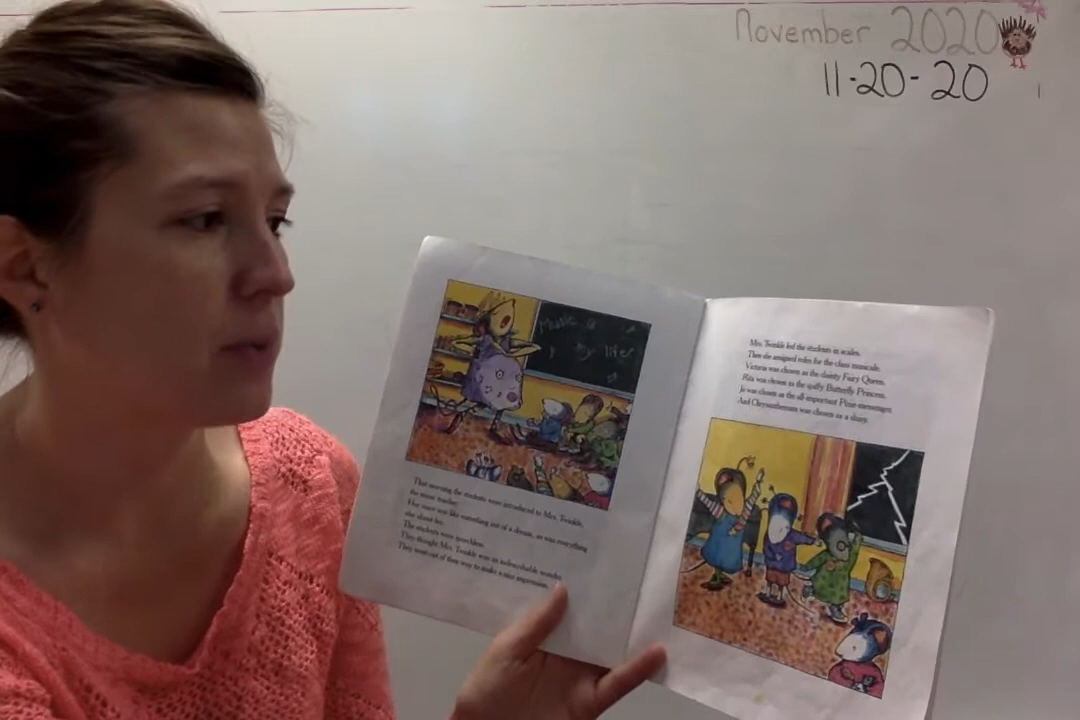 November 2020
11-20-20
Music is
my life
That morning the students were introduced to Mrs. Twinkle,
the music teacher.
Her voice was like something out of a dream, as was everything
else about her.
The students were speechless.
They thought Mrs. Twinkle was an indescribable wonder.
They went out of their way to make a nice impression.
Mrs. Twinkle led the students in scales.
Then she assigned roles for the class musicale.
Victoria was chosen as the dainty Fairy Queen.
Rita was chosen as the spiffy Butterfly Princess.
Jo was chosen as the all-important Pixie-messenger.
And Chrysanthemum was chosen as a daisy.